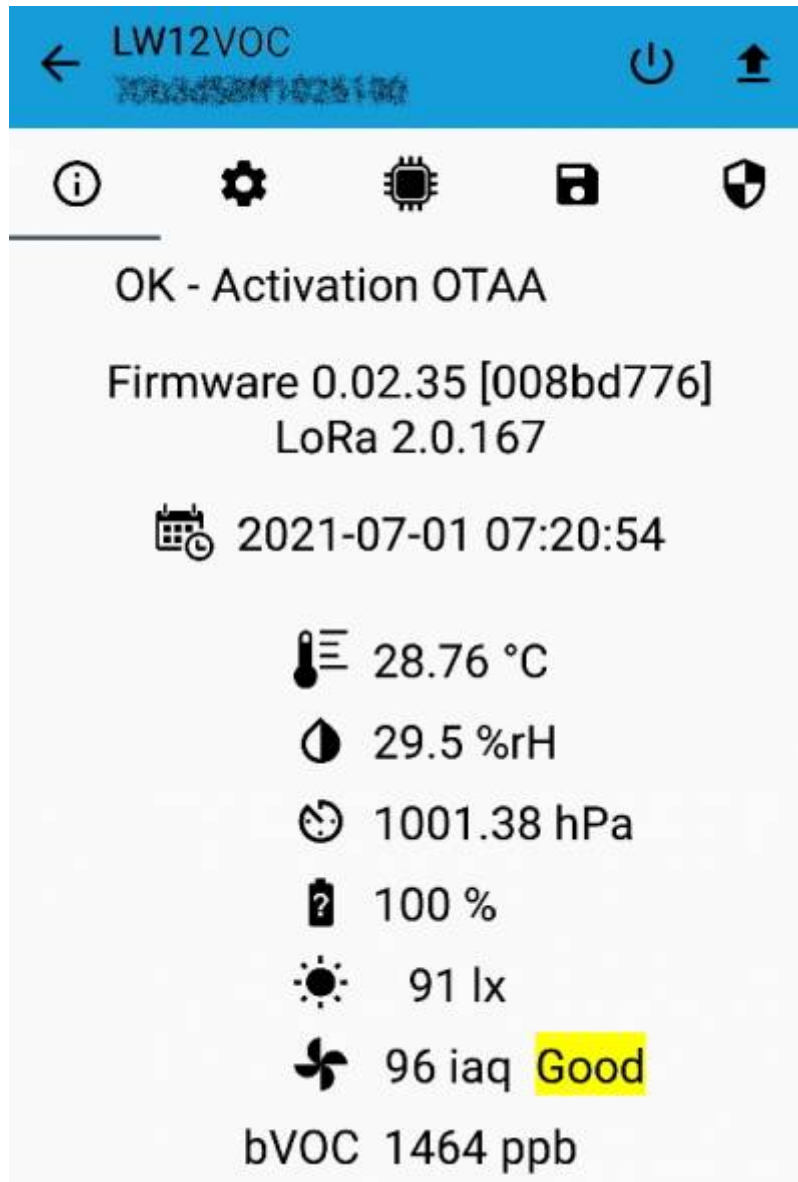 LW12VOC
OK - Activation OTAA
Firmware 0.02.35 [008bd776]
LoRa 2.0.167
2021-07-01 07:20:54
28.76 °C
29.5 %rH
1001.38 hPa
100 %
91 lx
96 iaq Good
bVOC 1464 ppb